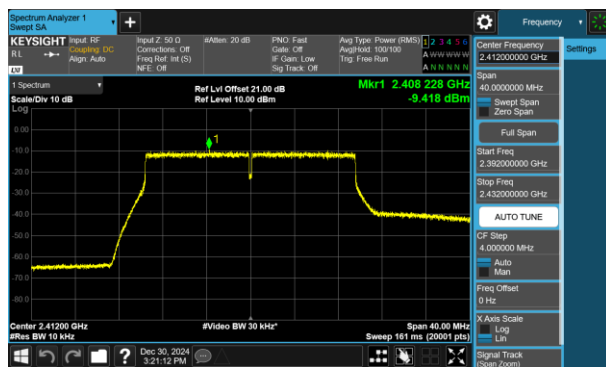 Spectrum Analyzer 1
Swept SA
Frequency
KEYSIGHT
RL
Input: RF
Coupling: DC
Align: Auto
Input Z: 50 Ω
Corrections: Off
Freq Ref: Int (S)
NFE: Off
#Atten: 20 dB
PNO: Fast
Gate: Off
IF Gain: Low
Sig Track: Off
Avg Type: Power (RMS)
Avg|Hold: 100/100
Trig: Free Run
1 2 3 4 5 6
A W W W W W
A N N N N N
LXI
1 Spectrum
Scale/Div 10 dB
Ref Lvl Offset 21.00 dB
Ref Level 10.00 dBm
Mkr1 2.408 228 GHz
-9.418 dBm
Log
0.00
-10.0
-20.0
-30.0
-40.0
-50.0
-60.0
-70.0
-80.0
1
Center 2.41200 GHz
#Res BW 10 kHz
#Video BW 30 kHz*
Span 40.00 MHz
Sweep 161 ms (20001 pts)
Dec 30, 2024
3:21:12 PM
Center Frequency
2.412000000 GHz
Settings
Span
40.0000000 MHz
Swept Span
Zero Span
Full Span
Start Freq
2.392000000 GHz
Stop Freq
2.432000000 GHz
AUTO TUNE
CF Step
4.000000 MHz
Auto
Man
Freq Offset
0 Hz
X Axis Scale
Log
Lin
Signal Track
(Span Zoom)